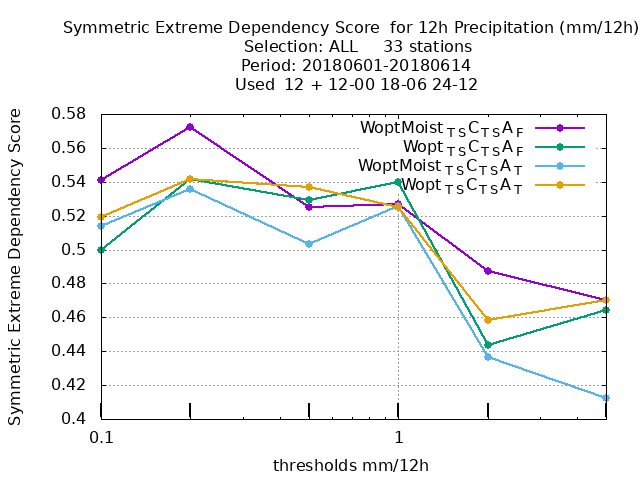 Symmetric Extreme Dependency Score  for 12h Precipitation (mm/12h)
Selection: ALL     33 stations
Period: 20180601-20180614
Used  12 + 12-00 18-06 24-12
Symmetric Extreme Dependency Score
0.58
0.56
0.54
0.52
0.5
0.48
0.46
0.44
0.42
0.4
WoptMoist TS C TS A F
Wopt TS C TS A F
WoptMoist TS C TS A T
Wopt TS C TS A T
0.1
1
thresholds mm/12h